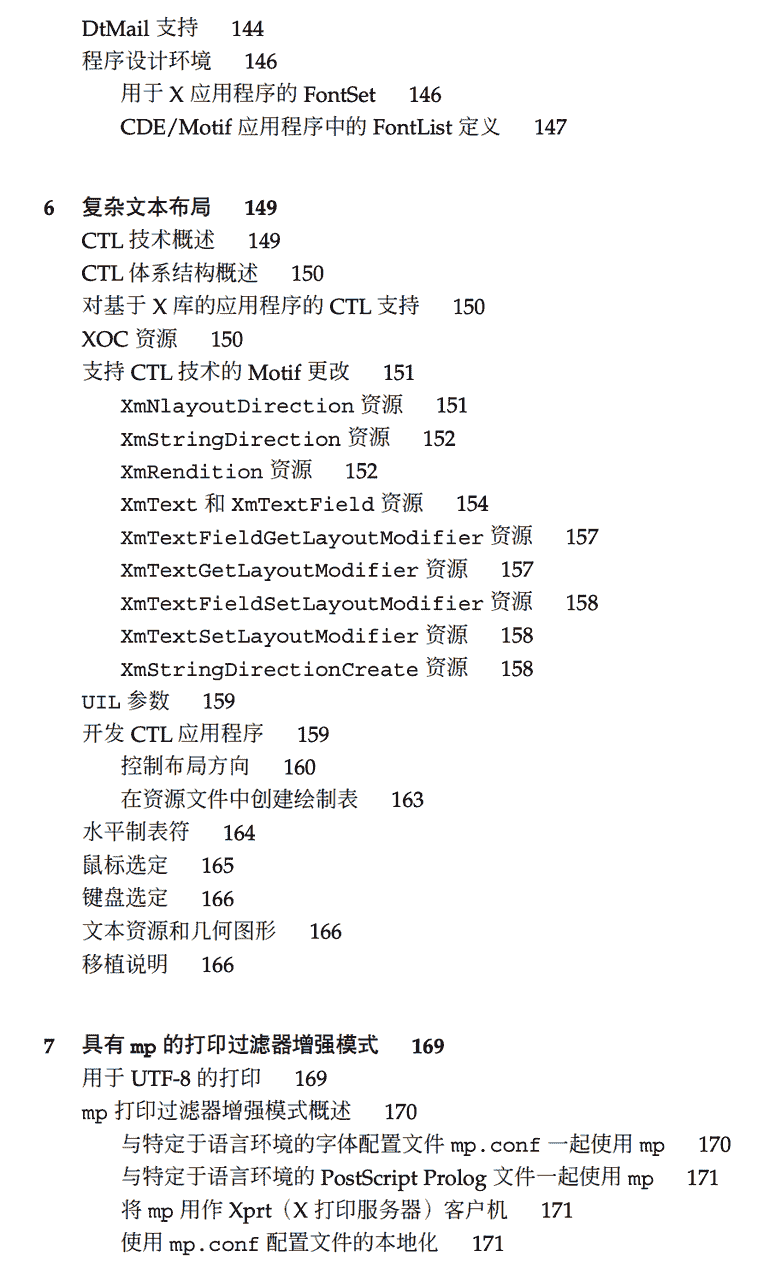 DtMail 支持 144
程序设计环境 146
用于 X 应用程序的 FontSet 146
CDE/Motif 应用程序中的 FontList 定义 147
6 复杂文本布局 149
CTL 技术概述 149
CTL 体系结构概述 150
对基于 X 库的应用程序的 CTL 支持 150
XOC 资源 150
支持 CTL 技术的 Motif 更改 151
XmNlayoutDirection 资源 151
XmStringDirection 资源 152
XmRendition 资源 152
XmText 和 XmTextField 资源 154
XmTextFieldGetLayoutModifier 资源 157
XmTextGetLayoutModifier 资源 157
XmTextFieldSetLayoutModifier 资源 158
XmTextSetLayoutModifier 资源 158
XmStringDirectionCreate 资源 158
UIL 参数 159
开发 CTL 应用程序 159
控制布局方向 160
在资源文件中创建绘制表 163
水平制表符 164
鼠标选定 165
键盘选定 166
文本资源和几何图形 166
移植说明 166
7 具有 mp 的打印过滤器增强模式 169
用于 UTF-8 的打印 169
mp 打印过滤器增强模式概述 170
与特定于语言环境的字体配置文件 mp.conf 一起使用 mp 170
与特定于语言环境的 PostScript Prolog 文件一起使用 mp 171
将 mp 用作 Xprt（X 打印服务器）客户机 171
使用 mp.conf 配置文件的本地化 171